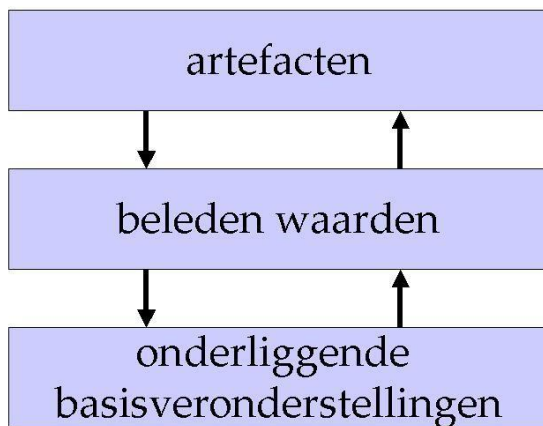 artefacten
beleden waarden
onderliggende
basisveronderstellingen